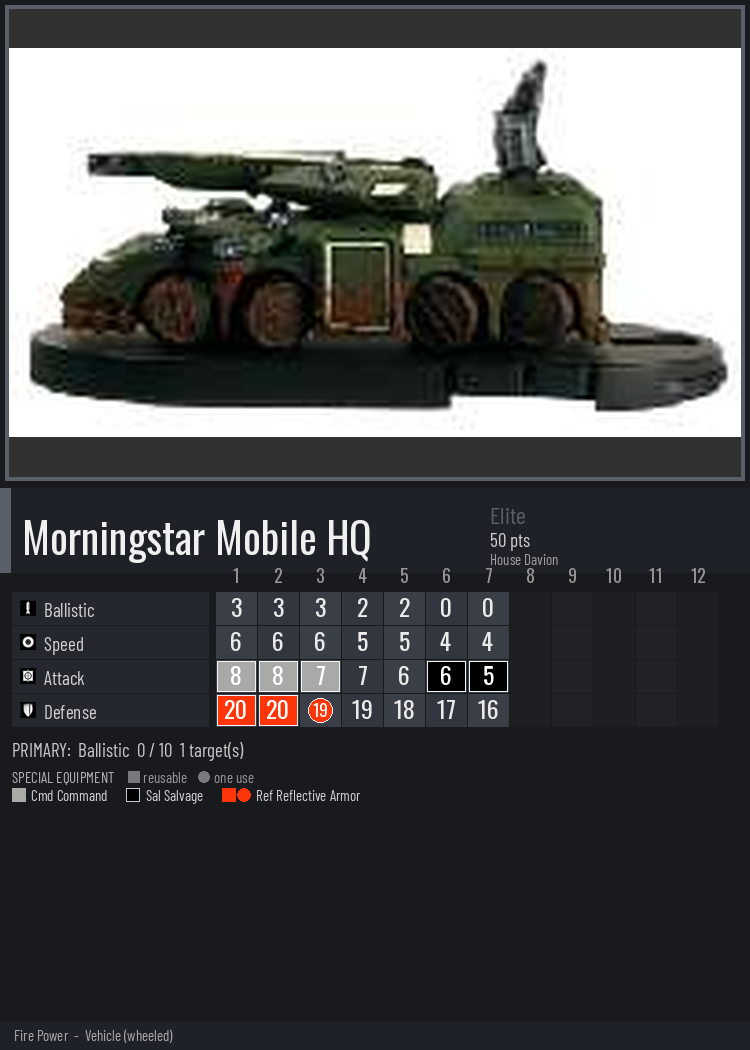 Morningstar Mobile HQ
Elite
50 pts
House Davion
1 2 3 4 5 6 7 8 9 10 11 12
Ballistic 3 3 3 2 2 0 0
Speed 6 6 6 5 5 4 4
Attack 8 8 7 7 6 6 5
Defense 20 20 19 19 18 17 16
PRIMARY: Ballistic 0 / 10 1 target(s)
SPECIAL EQUIPMENT reusable one use
Cmd Command Sal Salvage Ref Reflective Armor
Fire Power - Vehicle (wheeled)